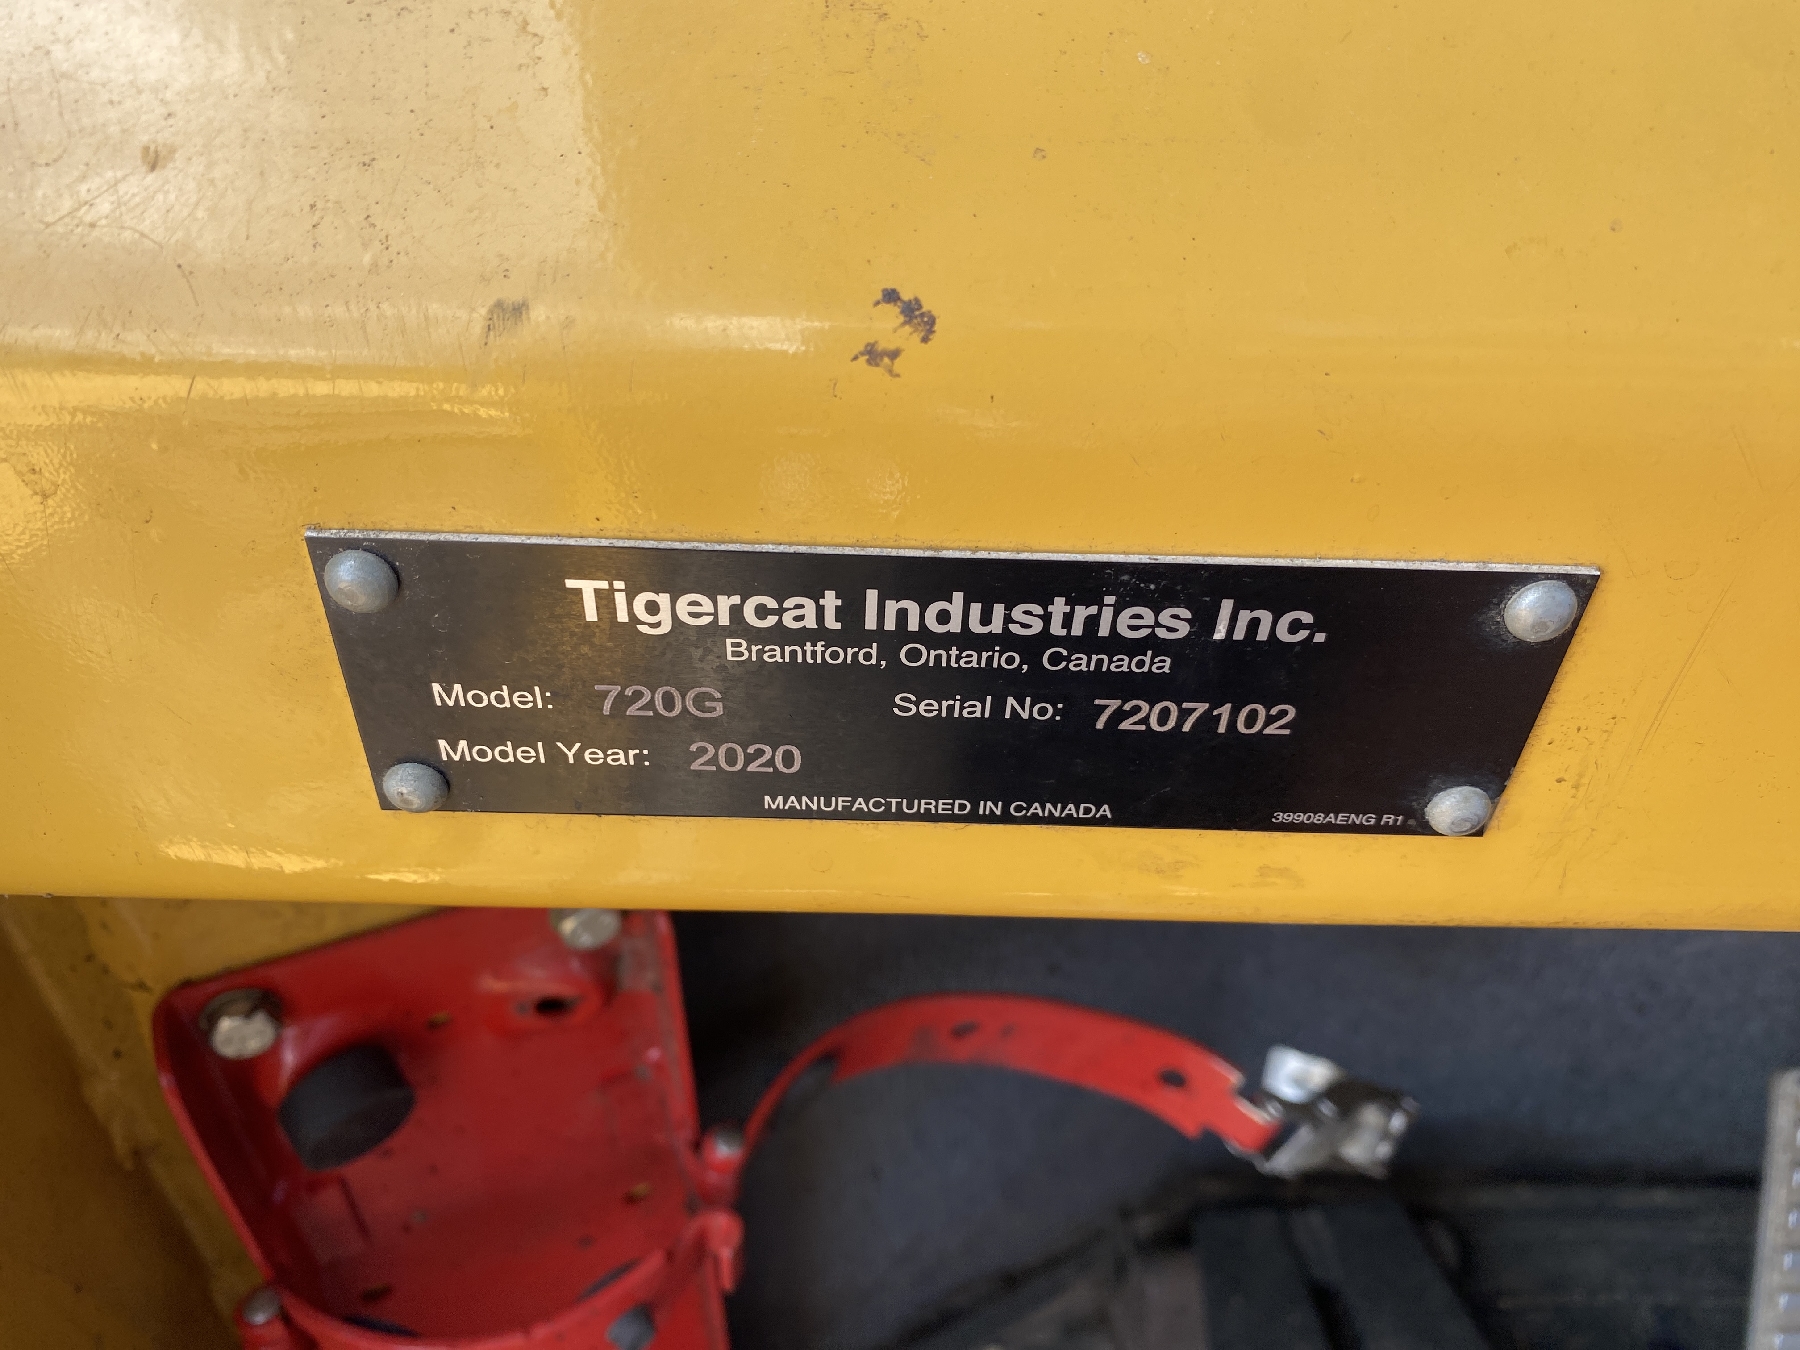 Tigercat Industries Inc.
Brantford, Ontario, Canada
Model: 720G Serial No: 7207102
Model Year: 2020
MANUFACTURED IN CANADA 39908AENG R1